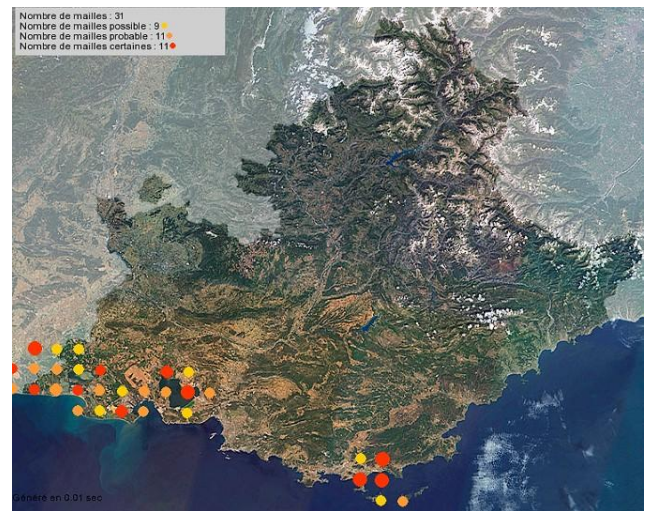 Nombre de mailles : 31
Nombre de mailles possible : 9
Nombre de mailles probable : 11
Nombre de mailles certaines : 11
Généré en 0.01 sec